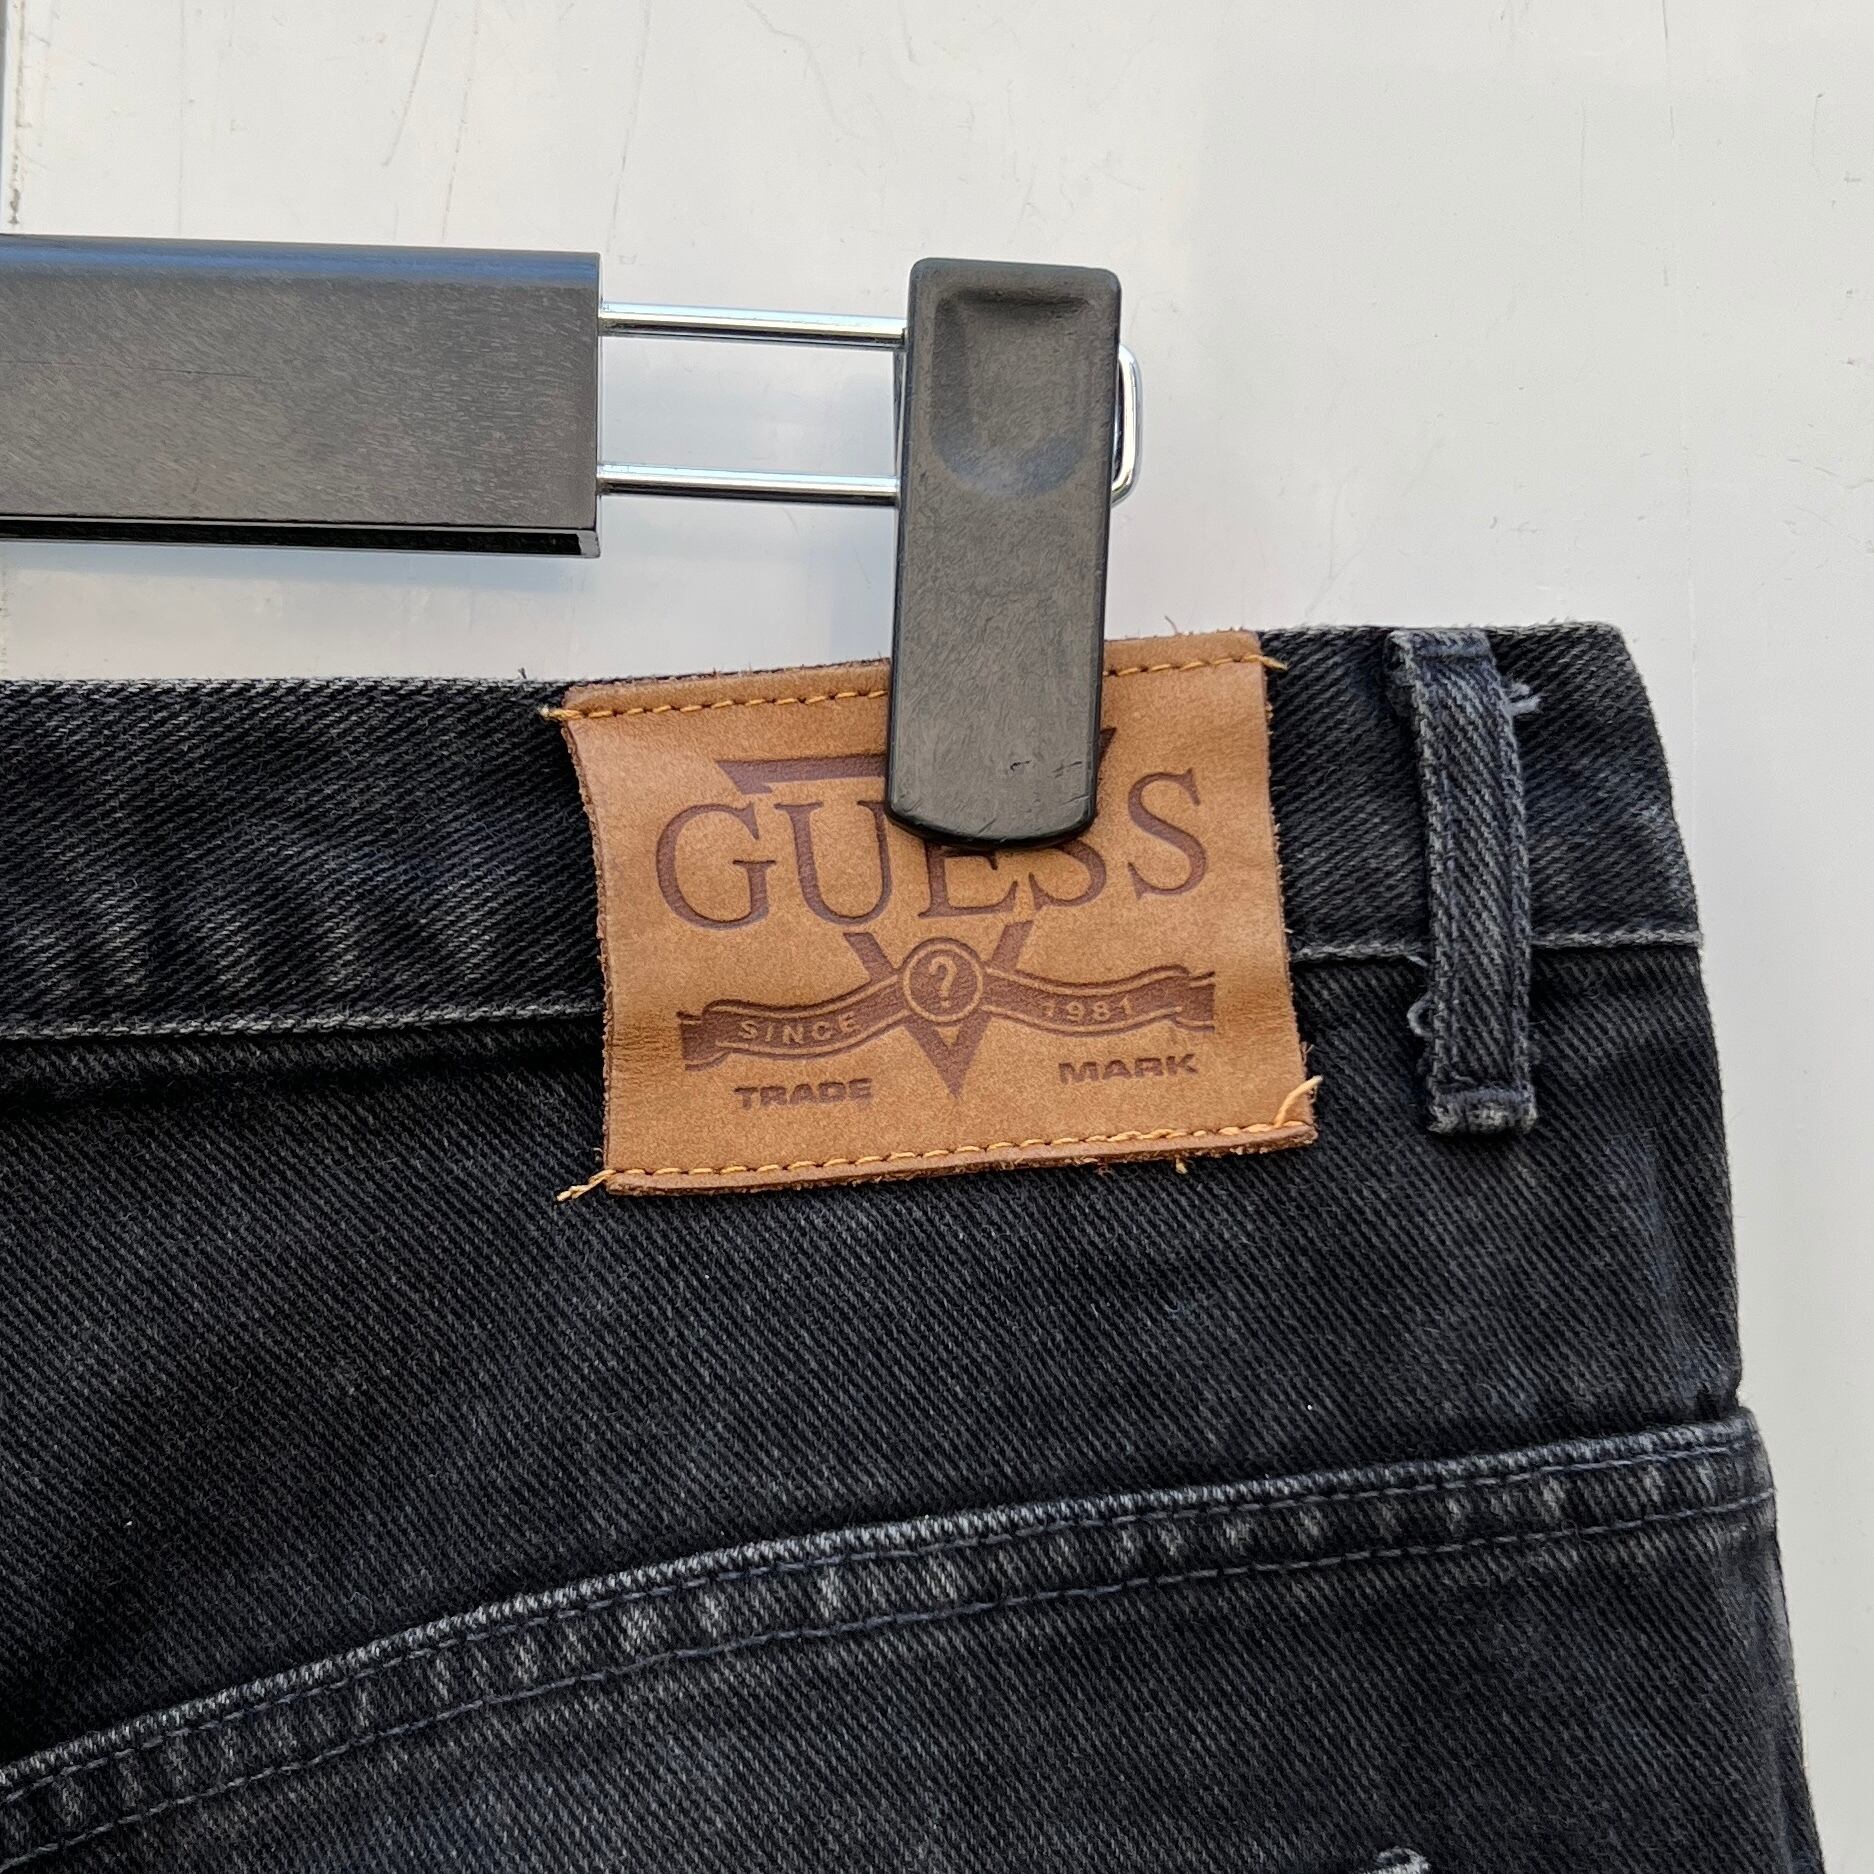 GUESS
?
SINCE 1981
TRADE MARK